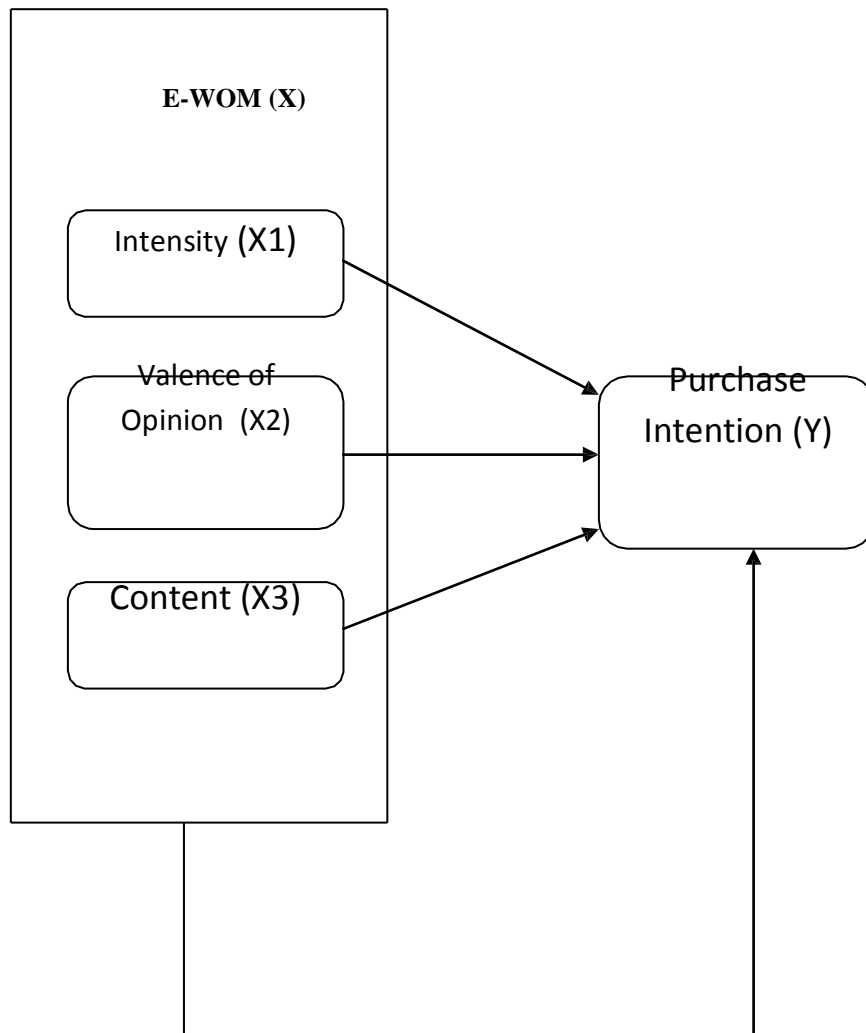 E-WOM (X)
Intensity (X1)
Valence of
Opinion (X2)
Content (X3)
Purchase
Intention (Y)